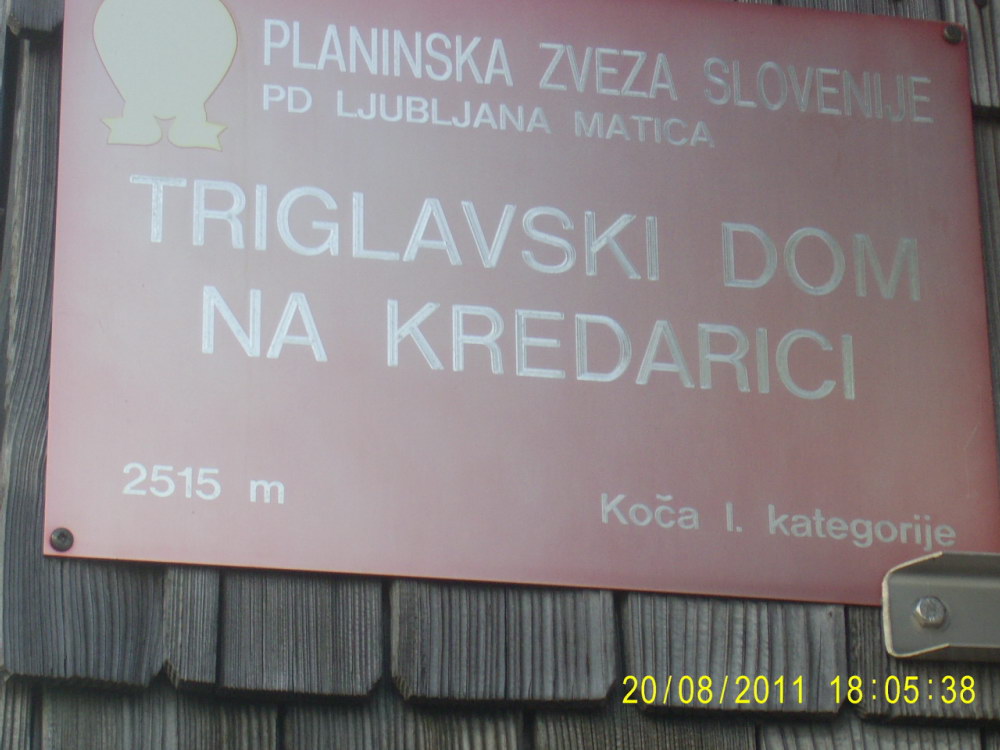 PLANINSKA ZVEZA SLOVENIJE
PD LJUBLJANA MATICA
TRIGLAVSKI DOM
NA KREDARICI
2515 m
Koča I. kategorije
20/08/2011 18:05:38